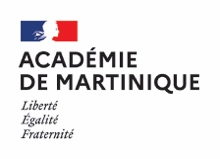 ACADÉMIE
DE MARTINIQUE
Liberté
Égalité
Fraternité